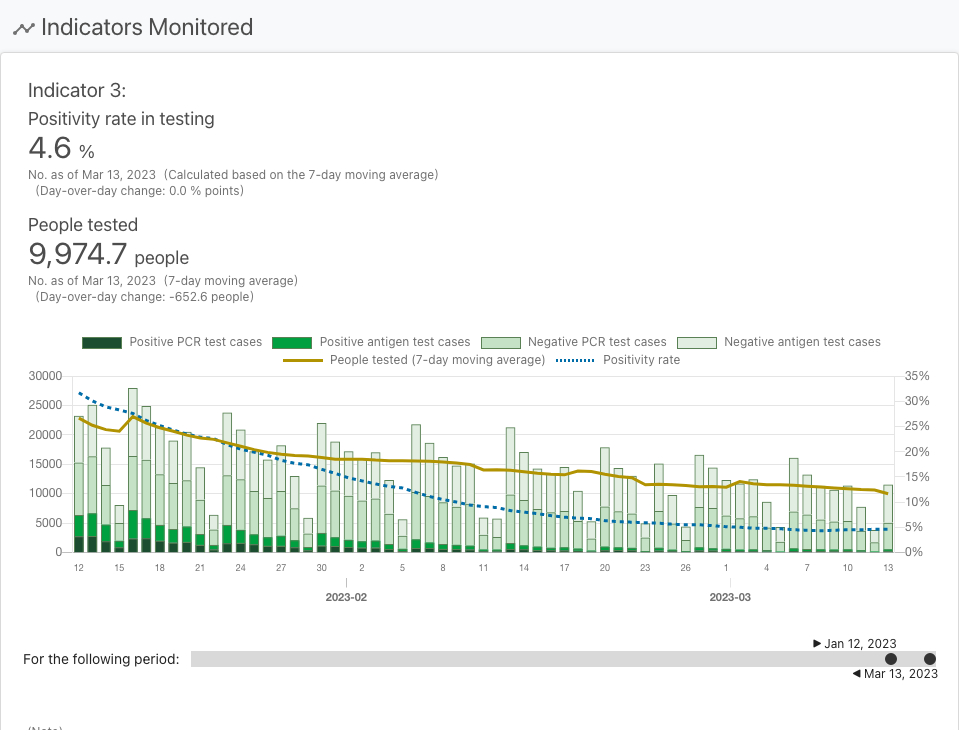 Indicators Monitored
Indicator 3:
Positivity rate in testing
4.6 %
No. as of Mar 13, 2023 (Calculated based on the 7-day moving average)
(Day-over-day change: 0.0 % points)
People tested
9,974.7 people
No. as of Mar 13, 2023 (7-day moving average)
(Day-over-day change: -652.6 people)
Positive PCR test cases Positive antigen test cases Negative PCR test cases Negative antigen test cases
People tested (7-day moving average) Positivity rate
30000 35%
25000 30%
20000 25%
15000 20%
10000 15%
5000 10%
0 5%
0%
12 15 18 21 24 27 30 2 5 8 11 14 17 20 23 26 1 4 7 10 13
2023-02 2023-03
▶ Jan 12, 2023
For the following period:
◀ Mar 13, 2023